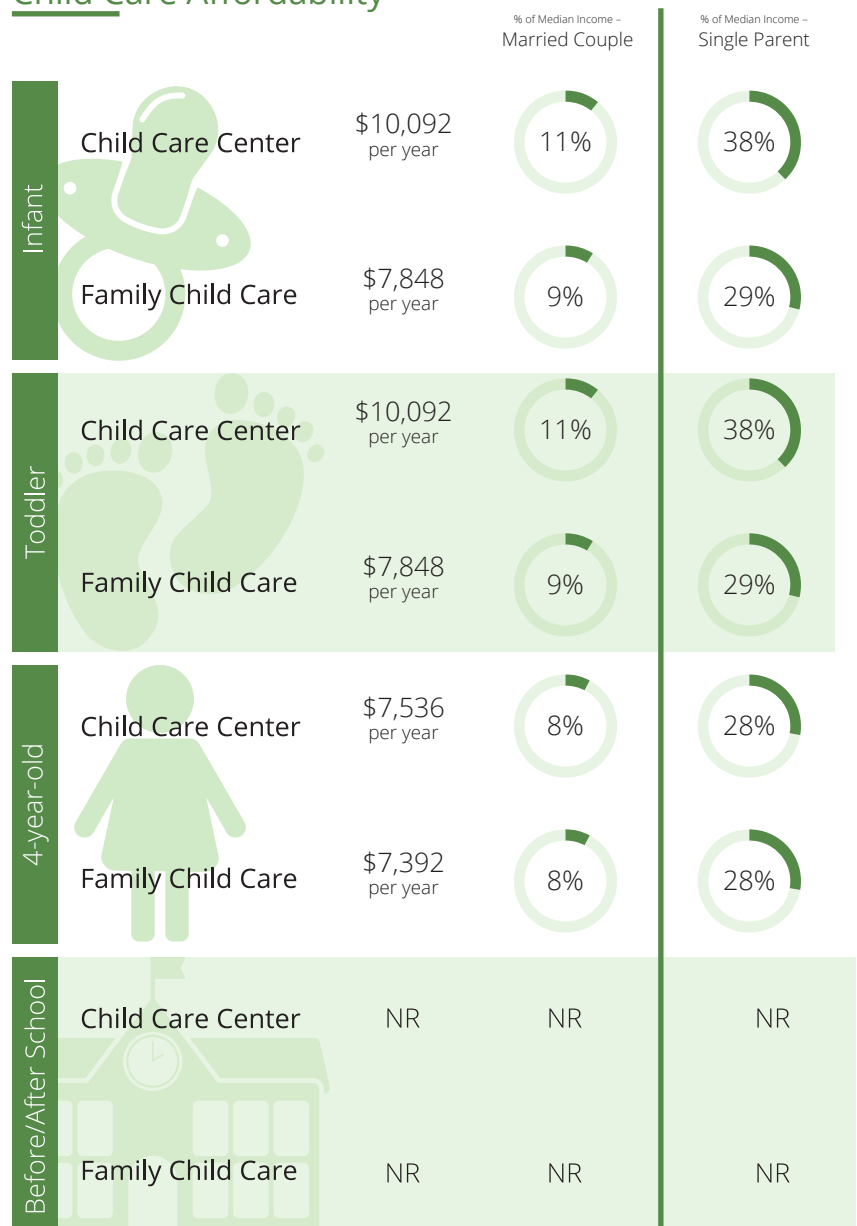 Child Care Affordability
% of Median Income –
Married Couple
% of Median Income –
Single Parent
Infant
Child Care Center
$10,092
per year
11%
38%
Family Child Care
$7,848
per year
9%
29%
Toddler
Child Care Center
$10,092
per year
11%
38%
Family Child Care
$7,848
per year
9%
29%
4-year-old
Child Care Center
$7,536
per year
8%
28%
Family Child Care
$7,392
per year
8%
28%
Before/After School
Child Care Center
NR
NR
NR
Family Child Care
NR
NR
NR